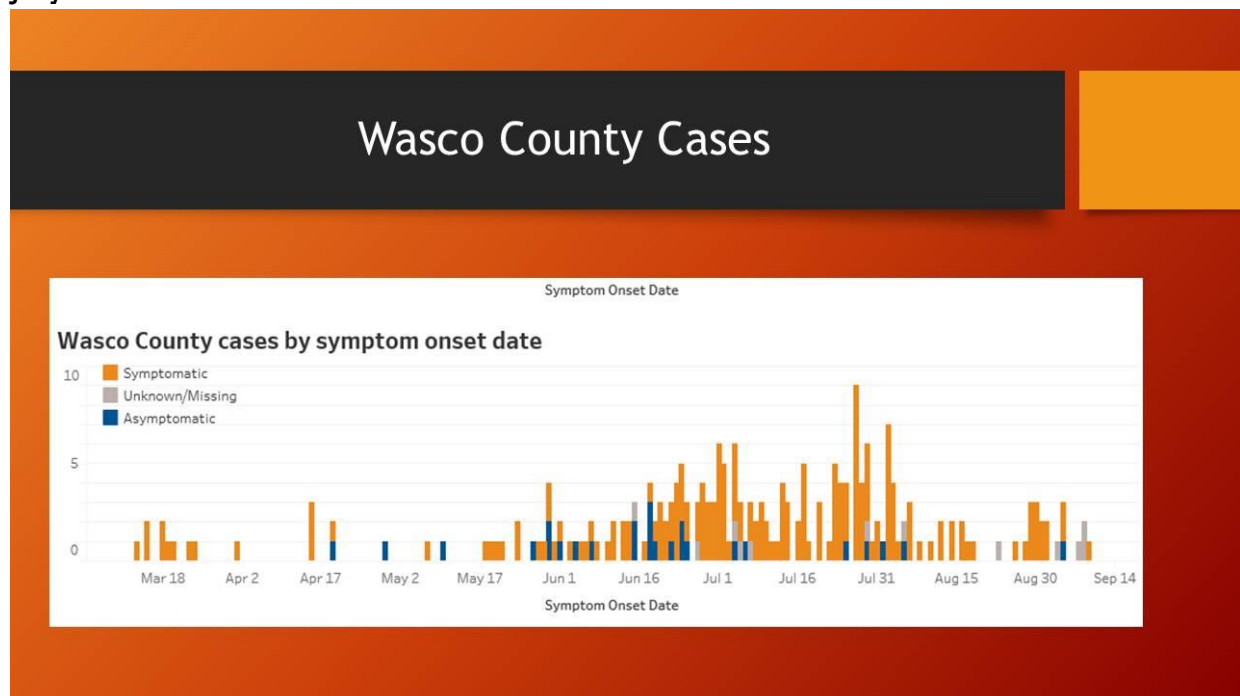 Wasco County Cases
Symptom Onset Date
Wasco County cases by symptom onset date
10
Symptomatic
Unknown/Missing
Asymptomatic
5
0
Mar 18 Apr 2 Apr 17 May 2 May 17 Jun 1 Jun 16 Jul 1 Jul 16 Jul 31 Aug 15 Aug 30 Sep 14
Symptom Onset Date